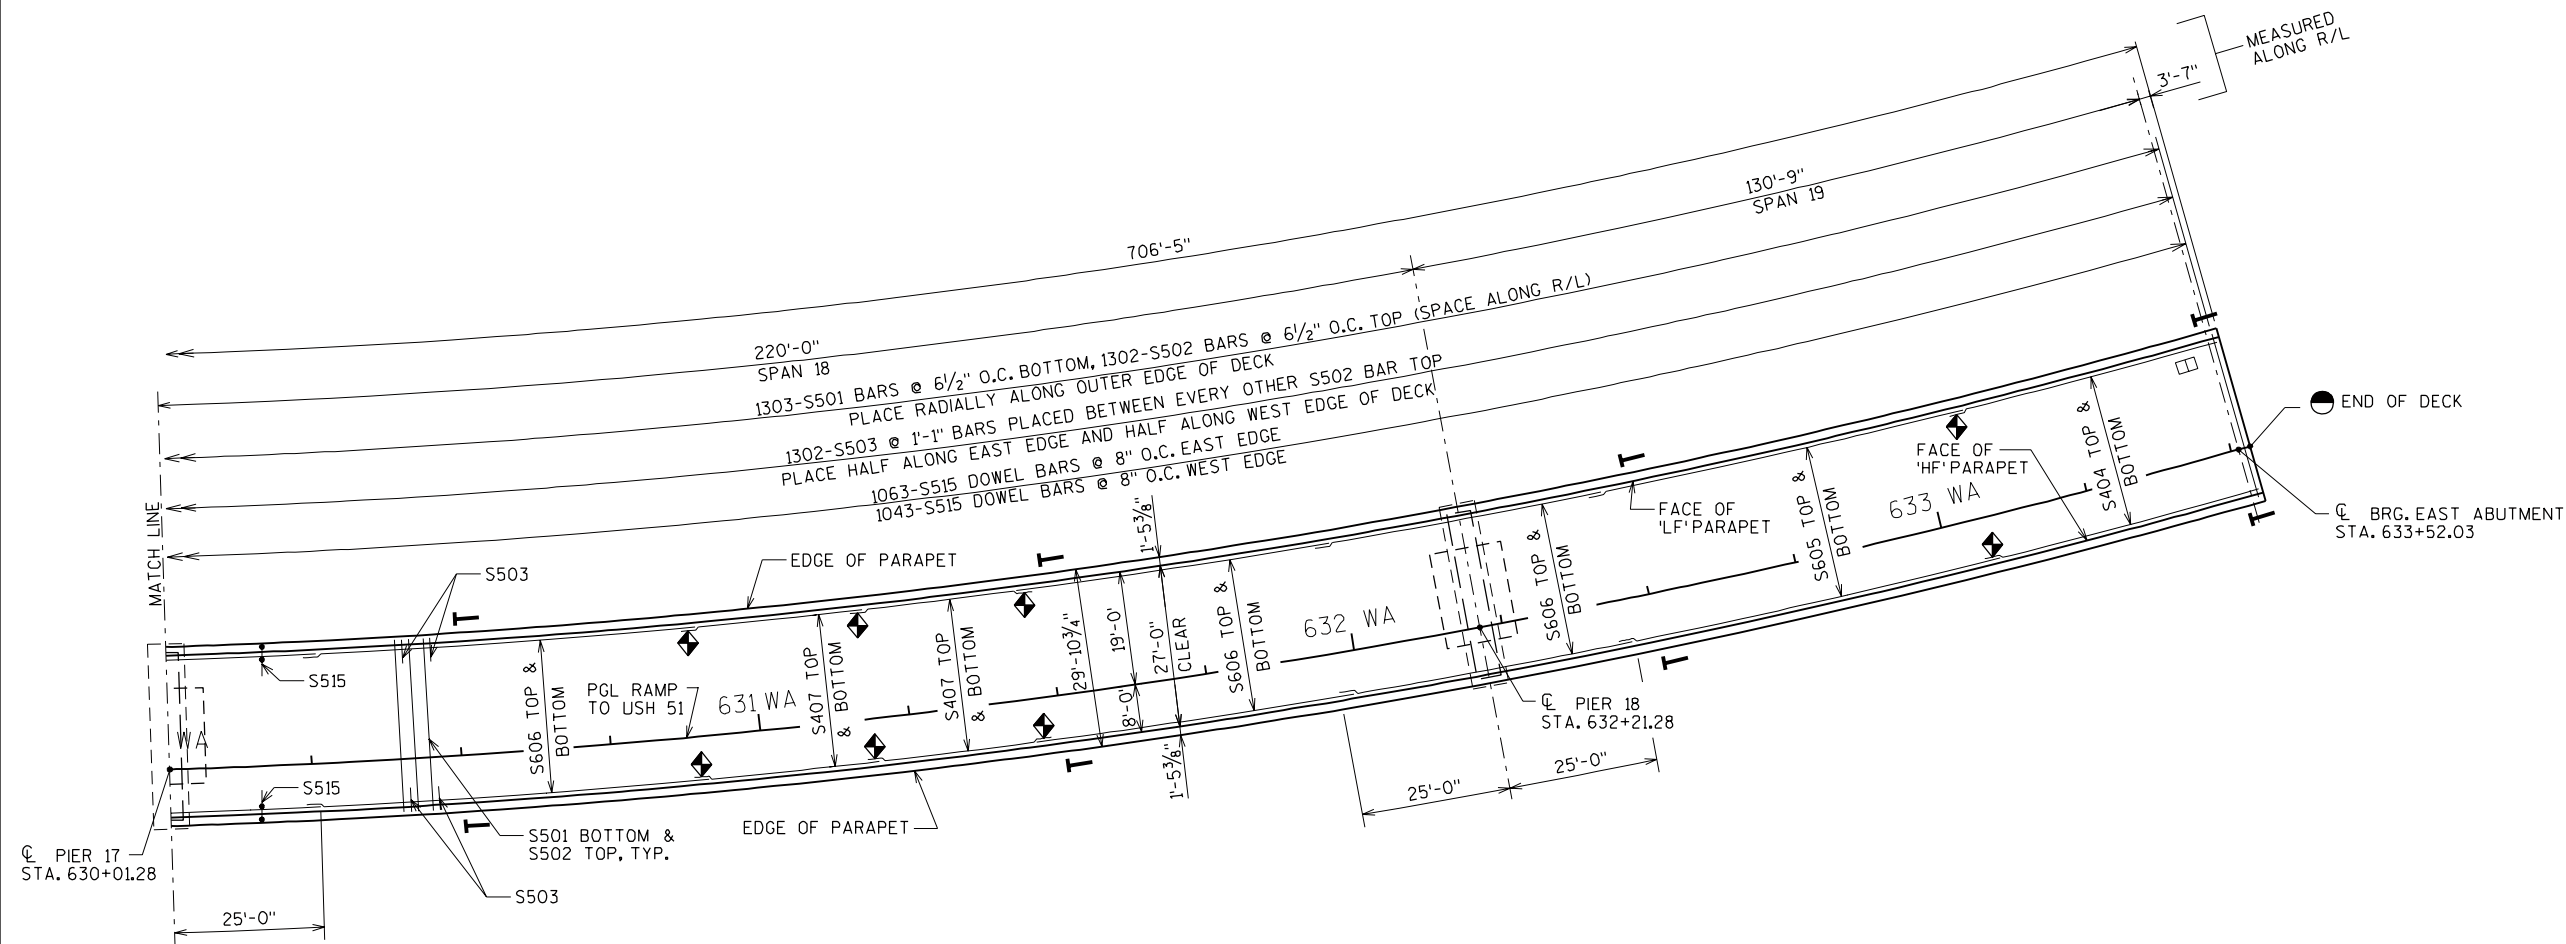 MEASURED
ALONG R/L
3'-7"
130'-9"
SPAN 19
706'-5"
220'-0"
SPAN 18
1303-S501 BARS @ 6½" O.C. BOTTOM, 1302-S502 BARS @ 6½" O.C. TOP (SPACE ALONG R/L)
PLACE RADIALLY ALONG OUTER EDGE OF DECK
1302-S503 @ 1'-1" BARS PLACED BETWEEN EVERY OTHER S502 BAR TOP
PLACE HALF ALONG EAST EDGE AND HALF ALONG WEST EDGE OF DECK
1063-S515 DOWEL BARS @ 8" O.C. EAST EDGE
1043-S515 DOWEL BARS @ 8" O.C. WEST EDGE
MATCH LINE
EDGE OF PARAPET
S503
S515
S515
WA
S606 TOP &
BOTTOM
PGL RAMP
TO USH 51
631 WA
S407 TOP
& BOTTOM
S407 TOP
& BOTTOM
29'-10¾"
19'-0'
8'-0"
27'-0"
CLEAR
1'-5⅜"
1'-5⅜"
S606 TOP &
BOTTOM
632 WA
S606 TOP &
BOTTOM
FACE OF
'LF' PARAPET
S605 TOP &
BOTTOM
633 WA
FACE OF
'HF' PARAPET
S404 TOP &
BOTTOM
END OF DECK
℄ BRG. EAST ABUTMENT
STA. 633+52.03
℄ PIER 18
STA. 632+21.28
25'-0"
25'-0"
EDGE OF PARAPET
S501 BOTTOM &
S502 TOP, TYP.
S503
℄ PIER 17
STA. 630+01.28
25'-0"